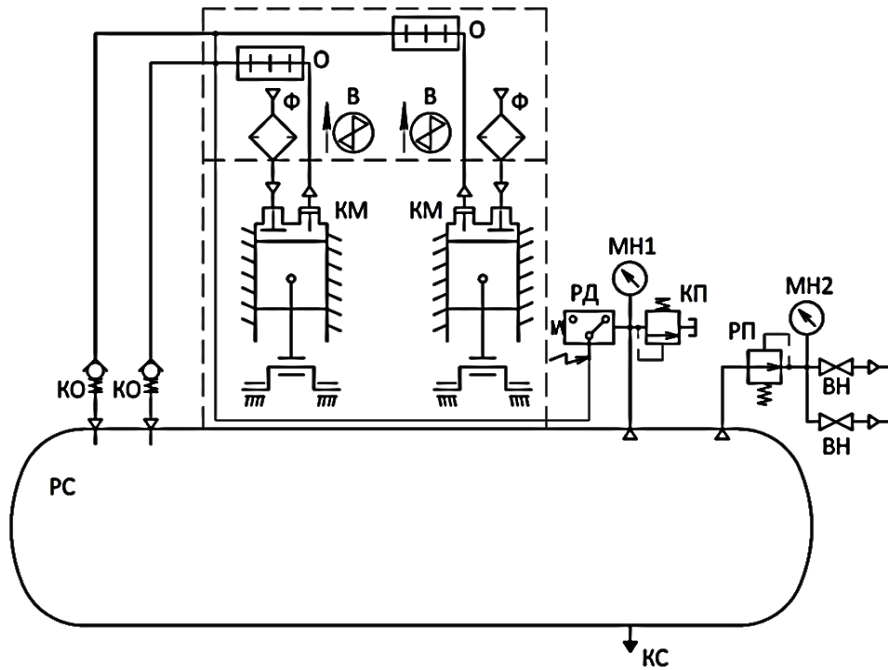 О
О
Ф
В
В
Ф
КМ
КМ
МН1
РД
КП
МН2
РП
КО
КО
ВН
ВН
РС
КС